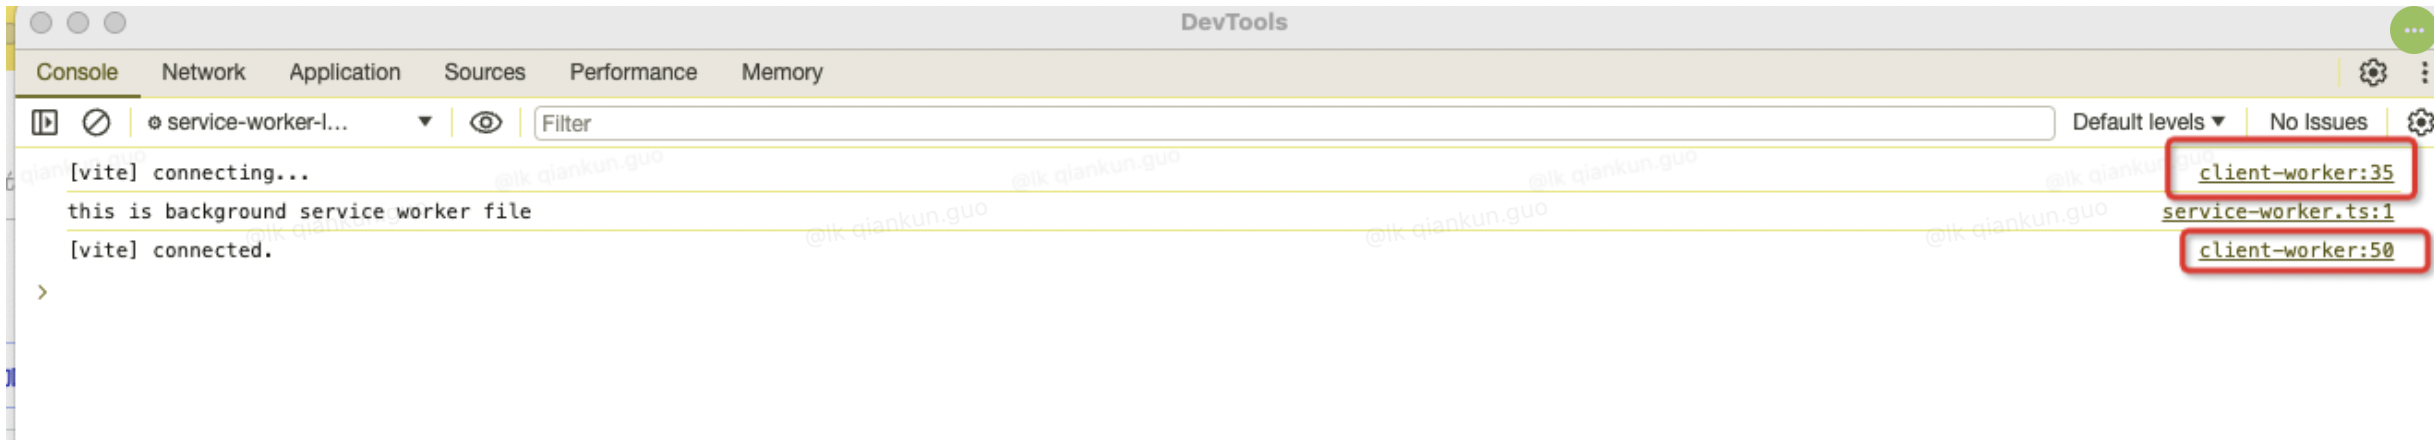 DevTools
Console Network Application Sources Performance Memory
service-worker-l... Filter Default levels No Issues
[vite] connecting... client-worker:35
this is background service worker file service-worker.ts:1
[vite] connected. client-worker:50
>
@lk qiankun.guo @lk qiankun.guo @lk qiankun.guo
@lk qiankun.guo @lk qiankun.guo @lk qiankun.guo @lk qiankun.guo